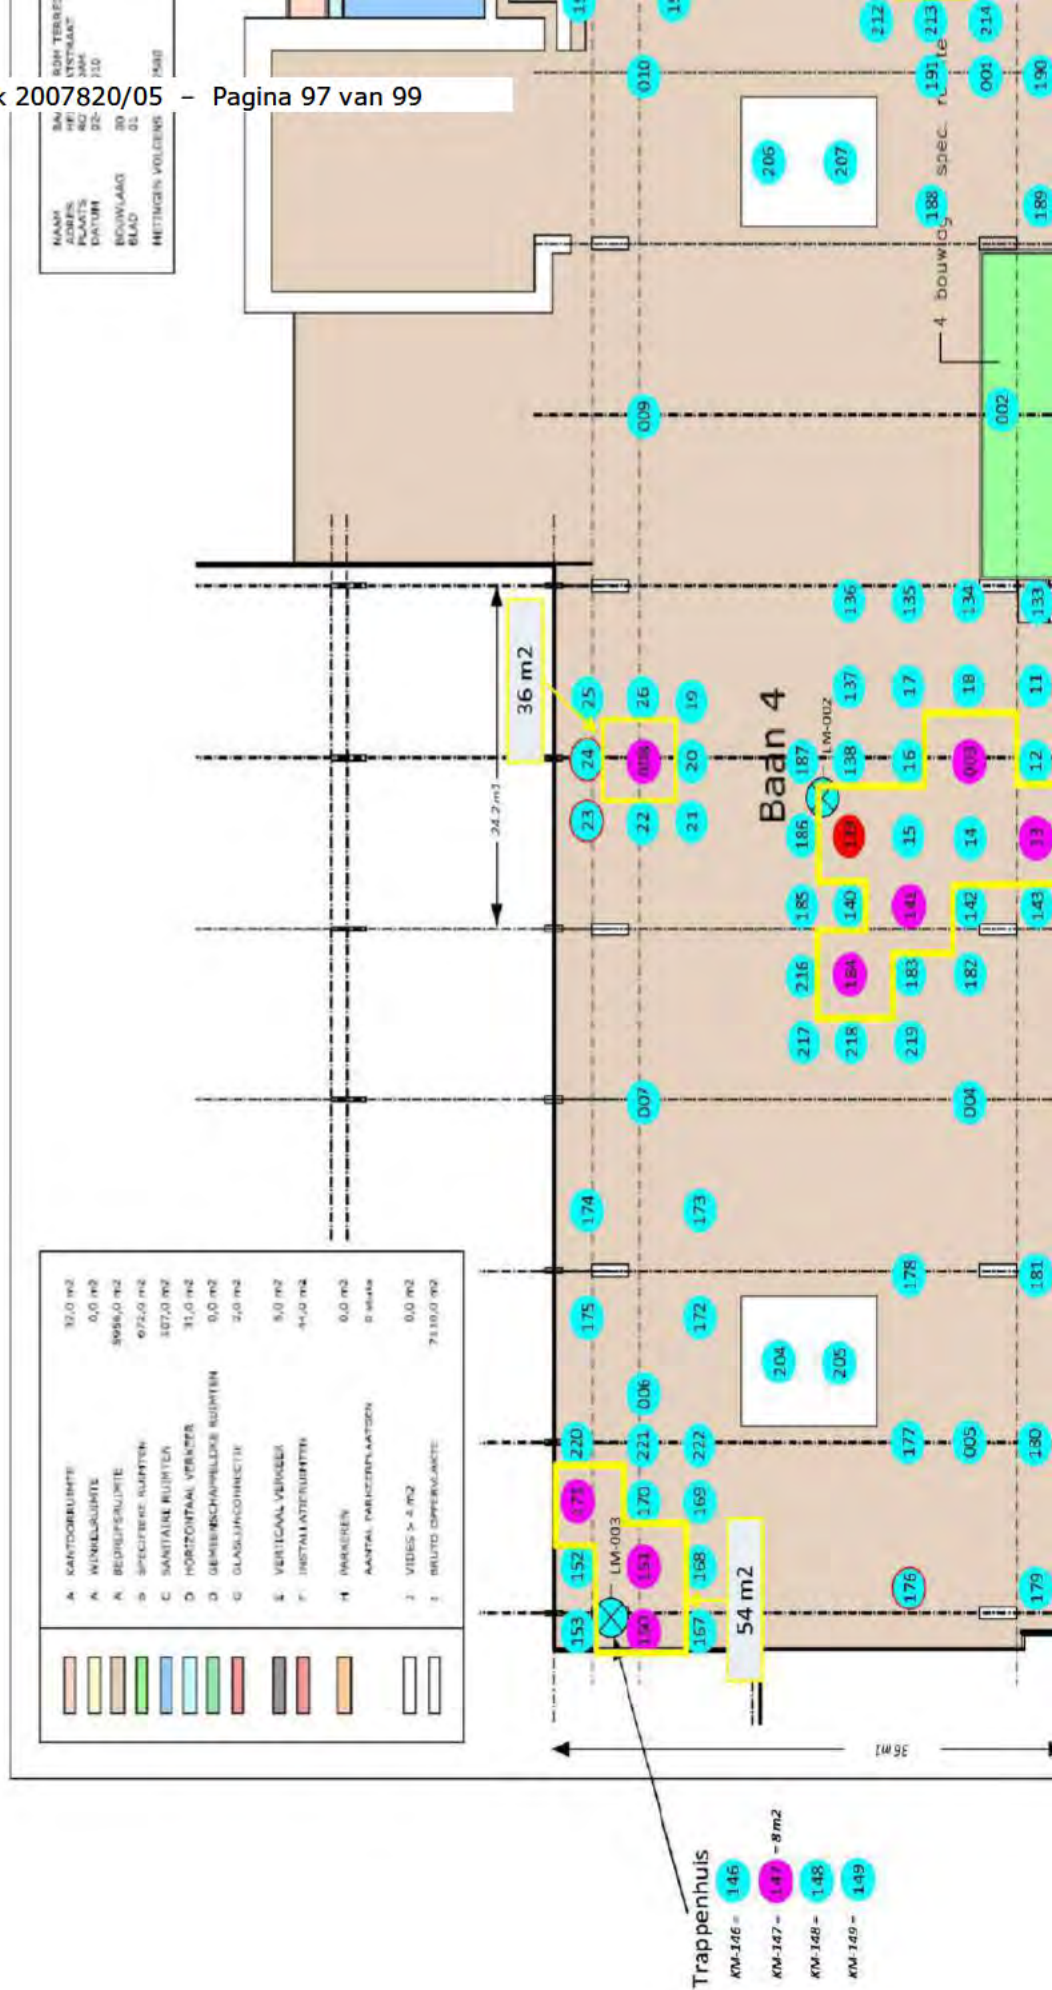 k 2007820/05 – Pagina 97 van 99
NAAM
ADRES
PLAATS
DATUM
BOUWLAAG
BLAD
METINGEN VOLGENS
4 bouwlag spec.
212
213
214
010
191
001
190
206
207
188
189
009
002
36 m2
24.2 m1
136
135
134
133
25
26
19
137
17
18
11
24
008
20
187
138
16
003
12
LM-002
Baan 4
23
22
21
186
139
15
14
13
185
140
141
142
143
216
184
183
182
217
218
219
007
004
174
173
178
181
175
172
204
205
006
220
221
222
177
005
180
171
170
169
LM-003
152
151
168
176
179
153
150
167
54 m2
36 m1
A KANTOORRUIMTE 32,0 m2
A WINKELRUIMTE 0,0 m2
A BEDRIJFSRUIMTE
B SPECIFIEKE RUIMTEN 672,0 m2
C SANITAIRE RUIMTEN 107,0 m2
D HORIZONTAAL VERKEER 31,0 m2
D GEMEENSCHAPPELIJKE RUIMTEN 0,0 m2
G GLASLIJNCORRECTIE 2,0 m2
E VERTICAAL VERKEER 5,0 m2
F INSTALLATIERUIMTEN 44,0 m2
H PARKEREN 0,0 m2
AANTAL PARKEERPLAATSEN 0 stuks
VIDES > 4 m2 0,0 m2
BRUTO OPPERVLAKTE 7110,0 m2
Trappenhuis
KM-146 = 146
KM-147 = 147 = 8 m2
KM-148 = 148
KM-149 = 149